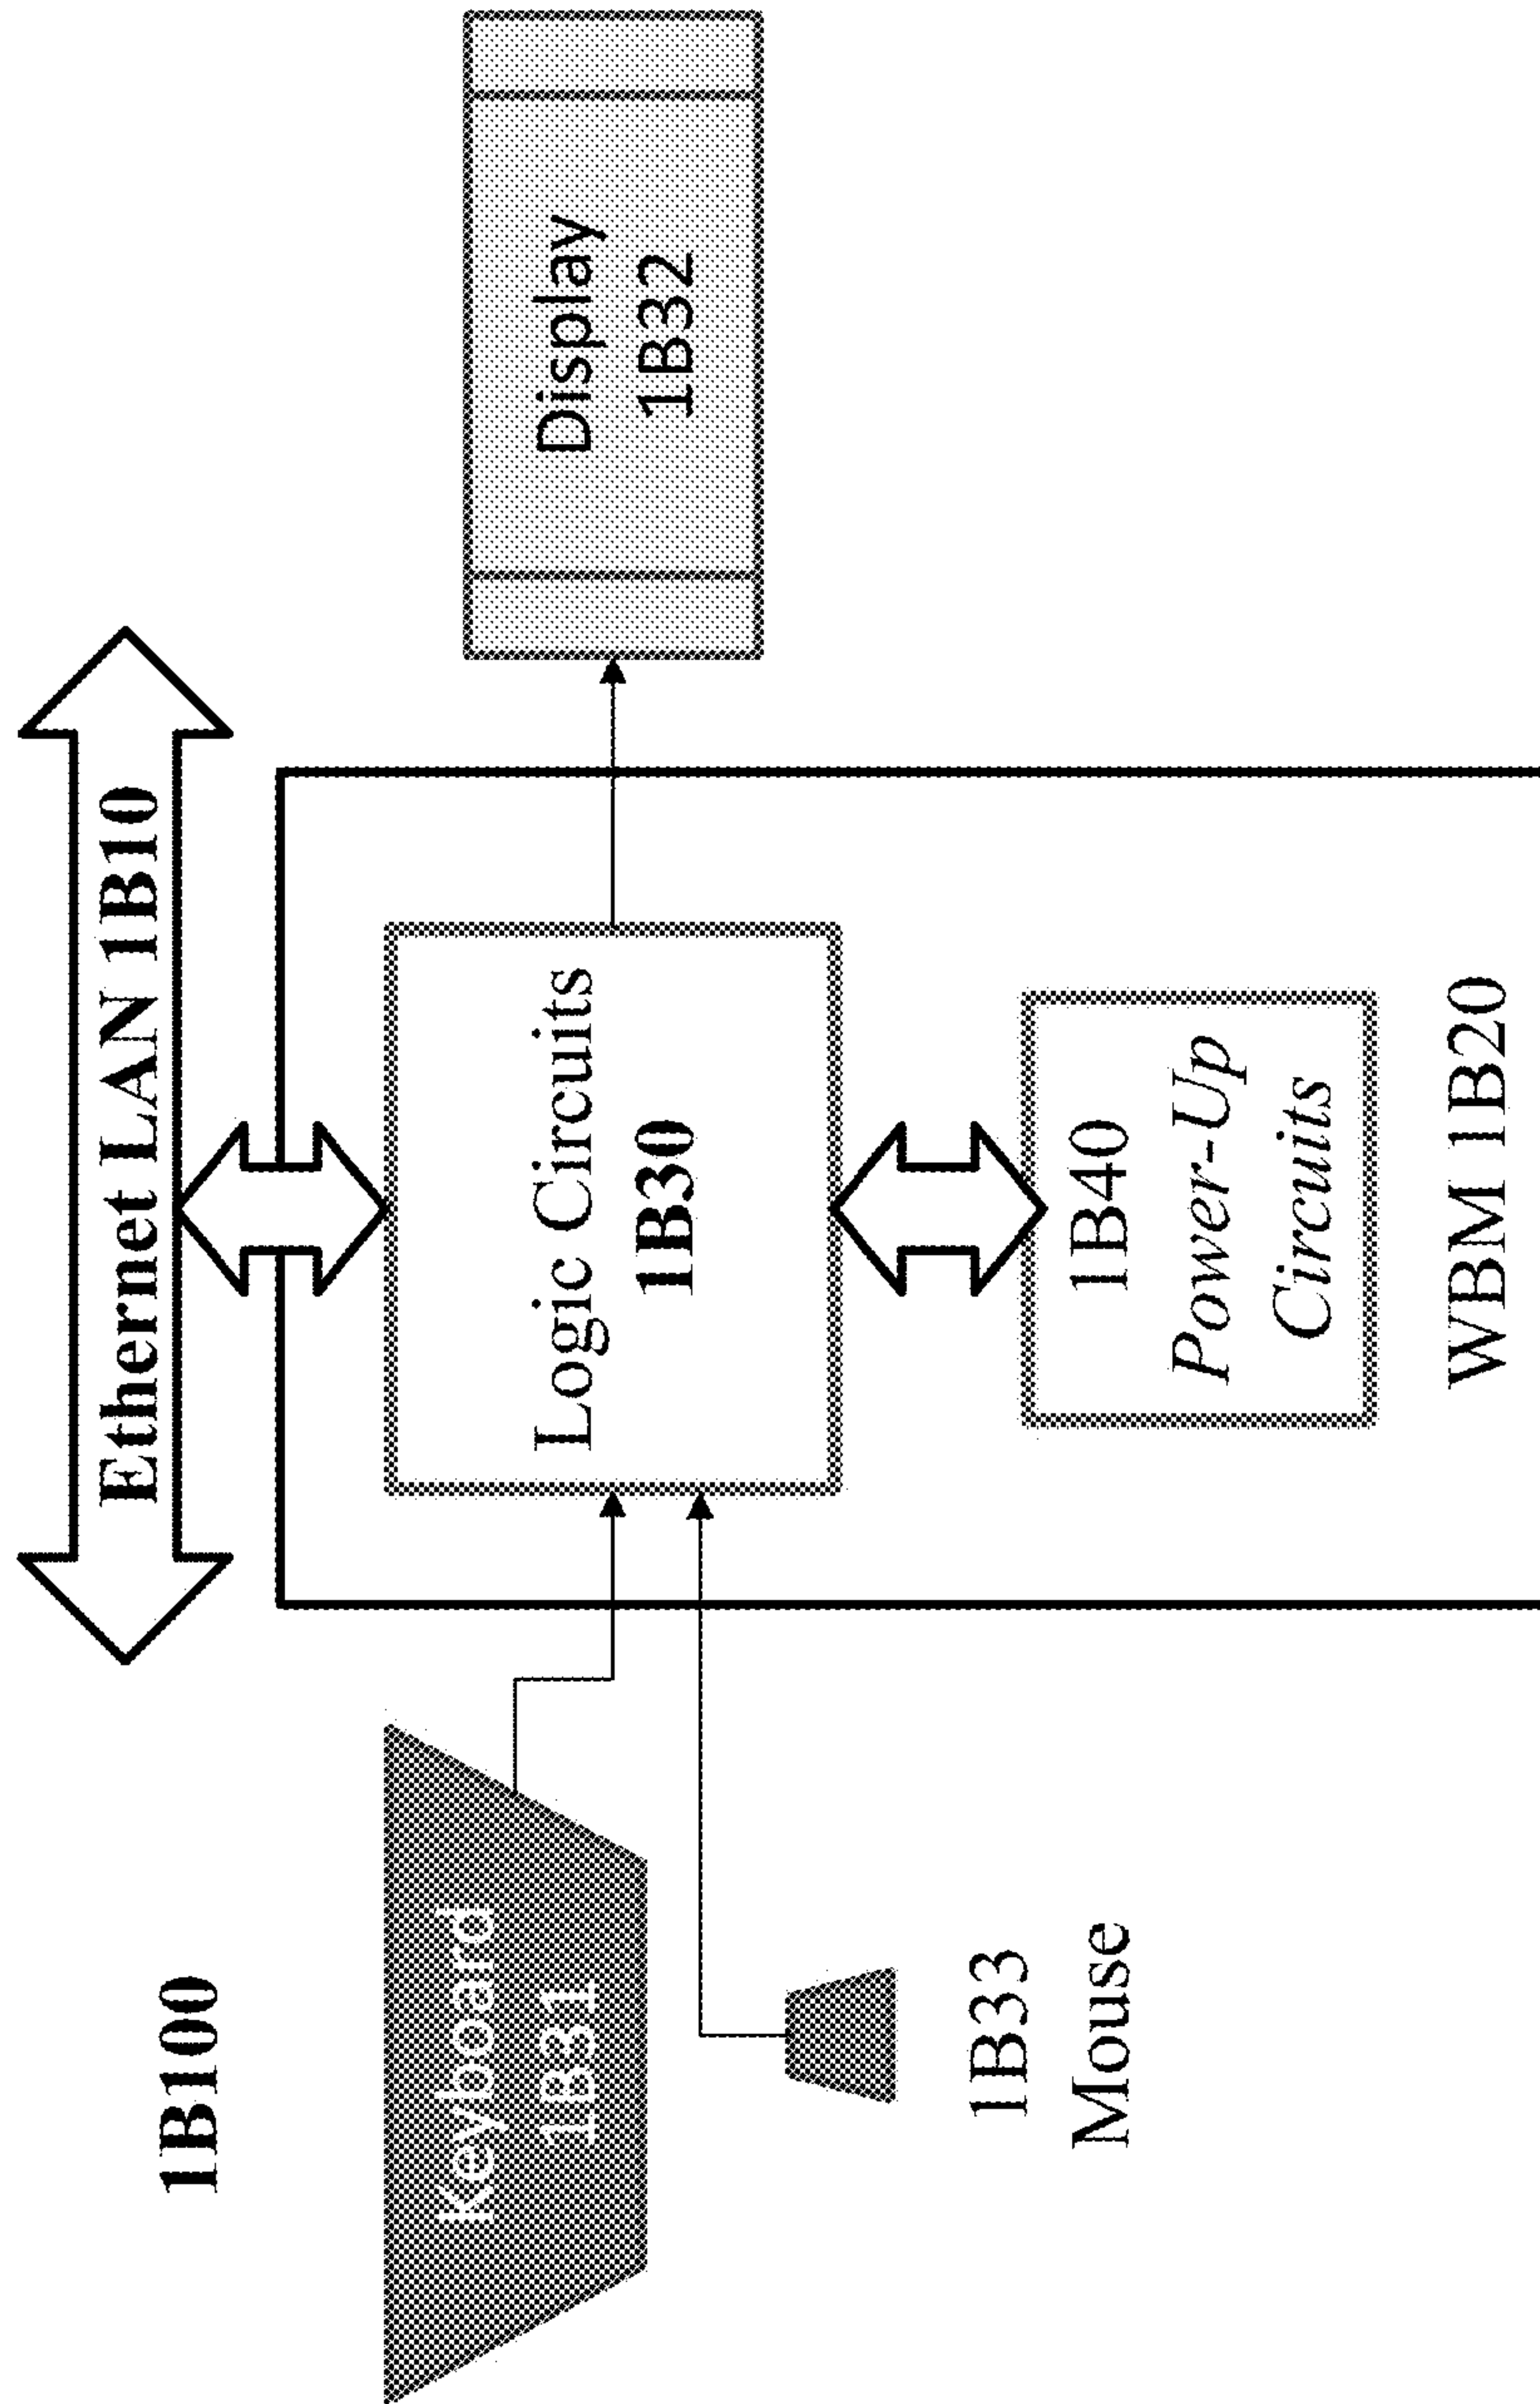 1B100
Ethernet LAN 1B10
Keyboard
1B31
Logic Circuits
1B30
Display
1B32
1B33
Mouse
1B40
Power-Up
Circuits
WBM 1B20